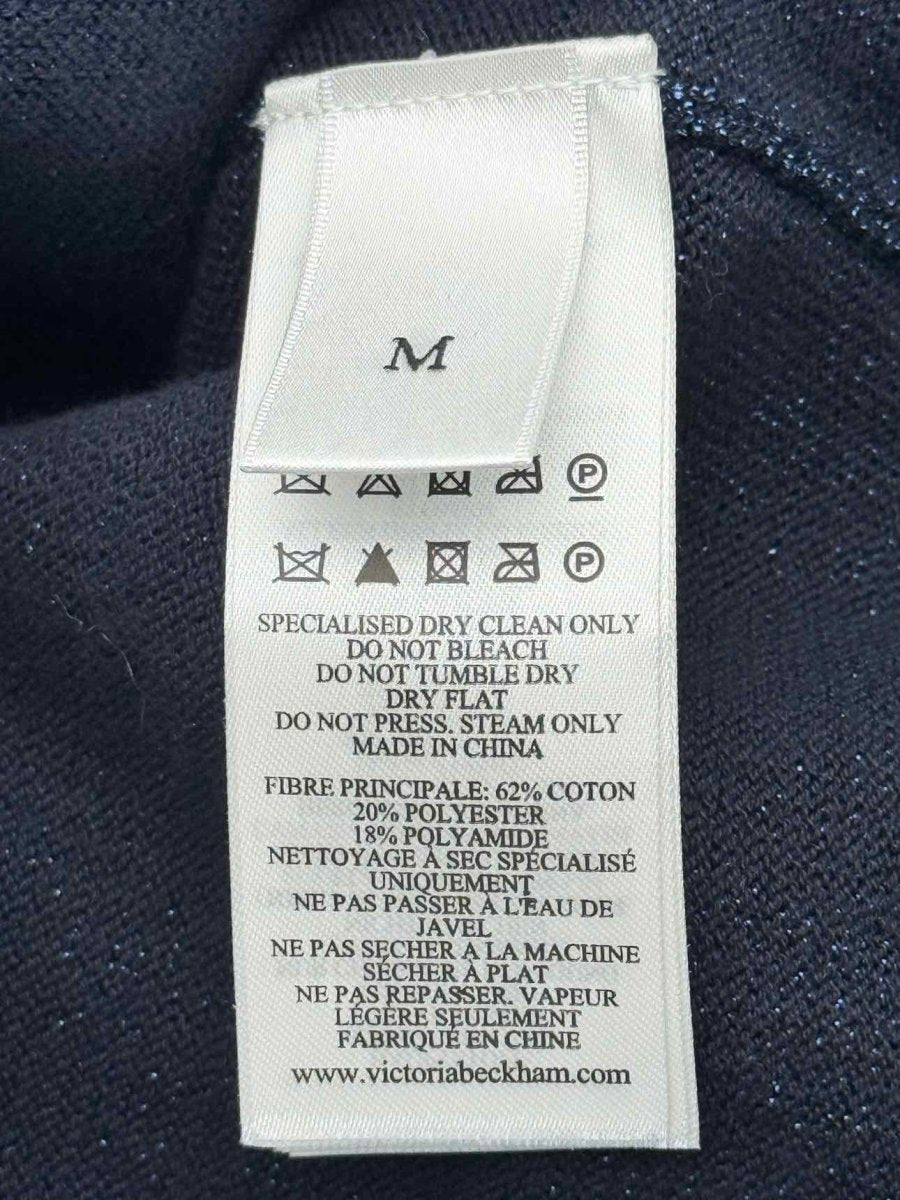 M
P
P
SPECIALISED DRY CLEAN ONLY
DO NOT BLEACH
DO NOT TUMBLE DRY
DRY FLAT
DO NOT PRESS. STEAM ONLY
MADE IN CHINA
FIBRE PRINCIPALE: 62% COTON
20% POLYESTER
18% POLYAMIDE
NETTOYAGE À SEC SPÉCIALISÉ
UNIQUEMENT
NE PAS PASSER À L'EAU DE
JAVEL
NE PAS SECHER A LA MACHINE
SÉCHER À PLAT
NE PAS REPASSER. VAPEUR
LÉGÈRE SEULEMENT
FABRIQUÉ EN CHINE
www.victoriabeckham.com